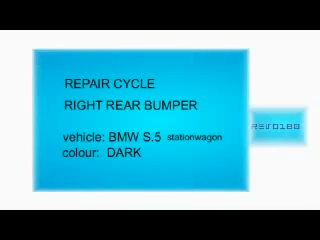 REPAIR CYCLE
RIGHT REAR BUMPER
vehicle: BMW S.5 stationwagon
colour: DARK